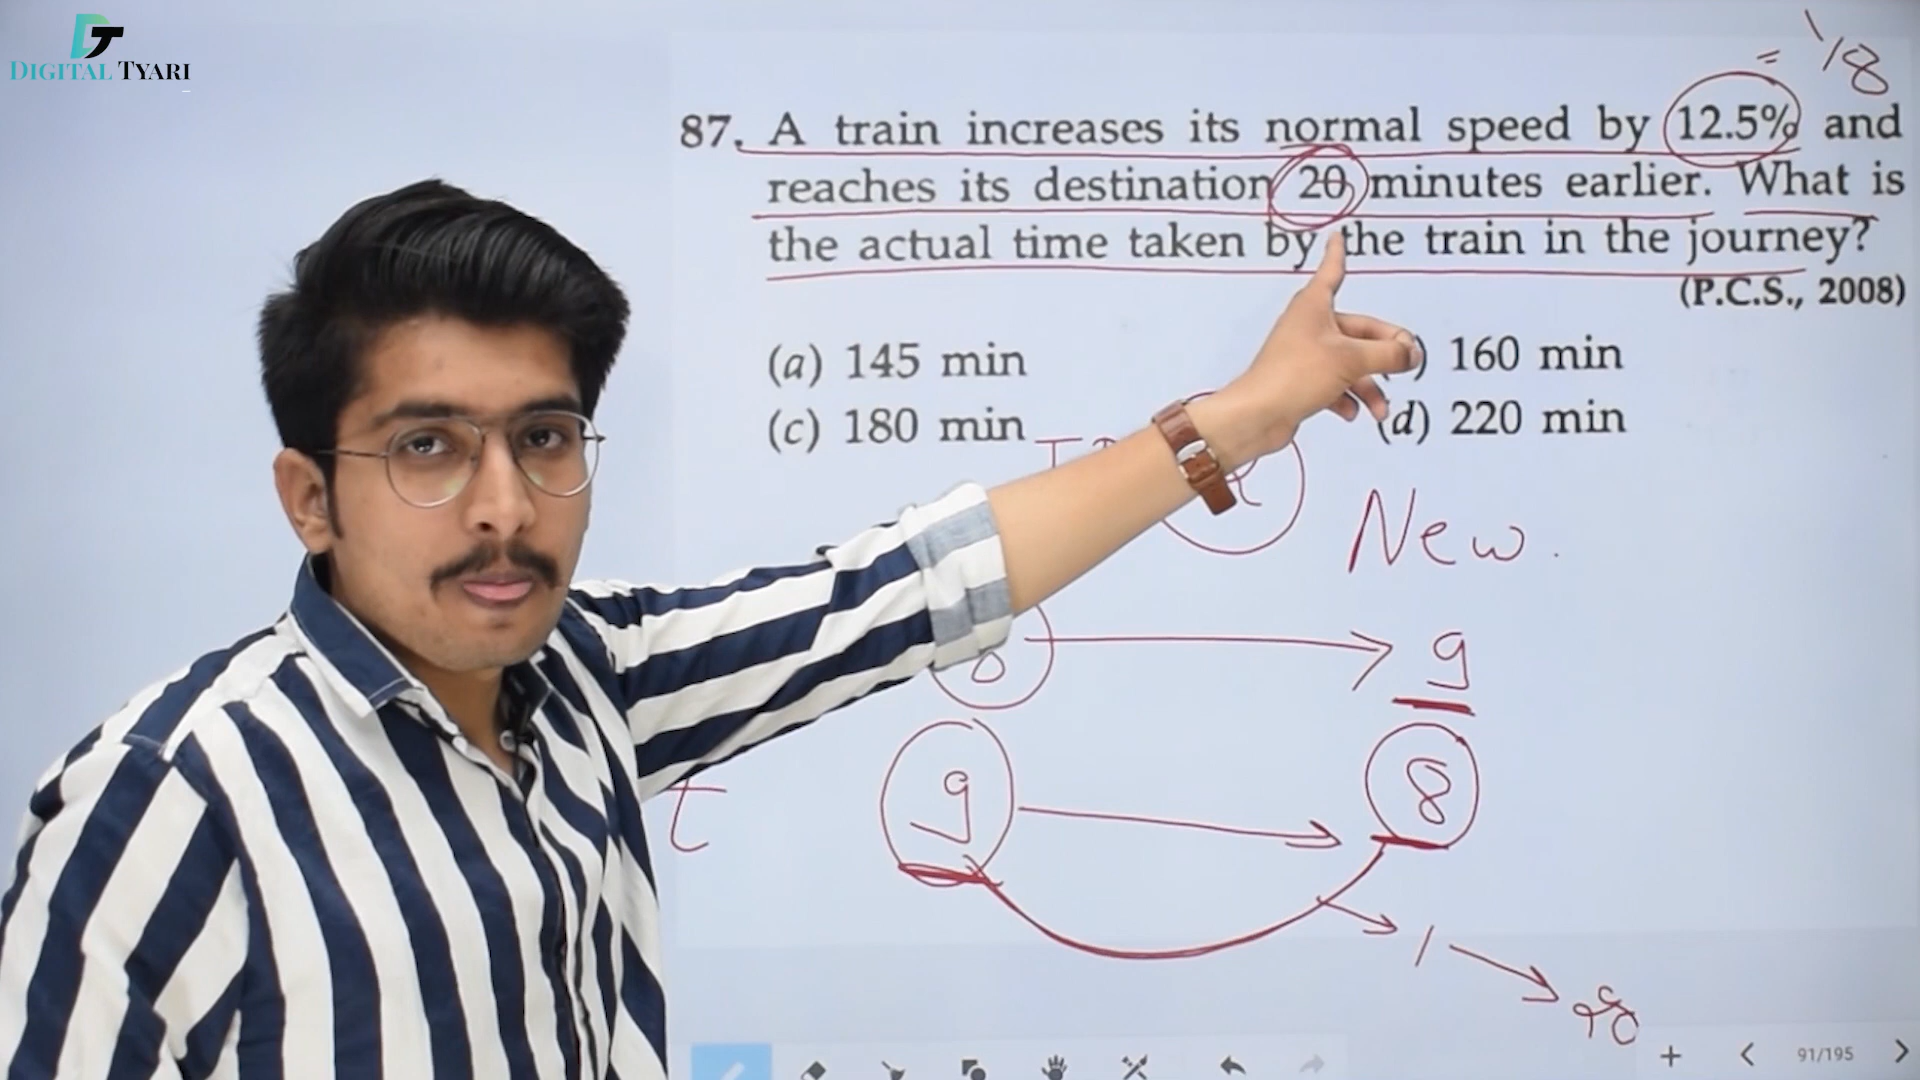 DT
DIGITAL TYARI
= 1/8
87. A train increases its normal speed by 12.5% and
reaches its destination 20 minutes earlier. What is
the actual time taken by the train in the journey?
(P.C.S., 2008)
(a) 145 min
) 160 min
(c) 180 min
(d) 220 min
New.
9
t 9 8
1
20
91/195